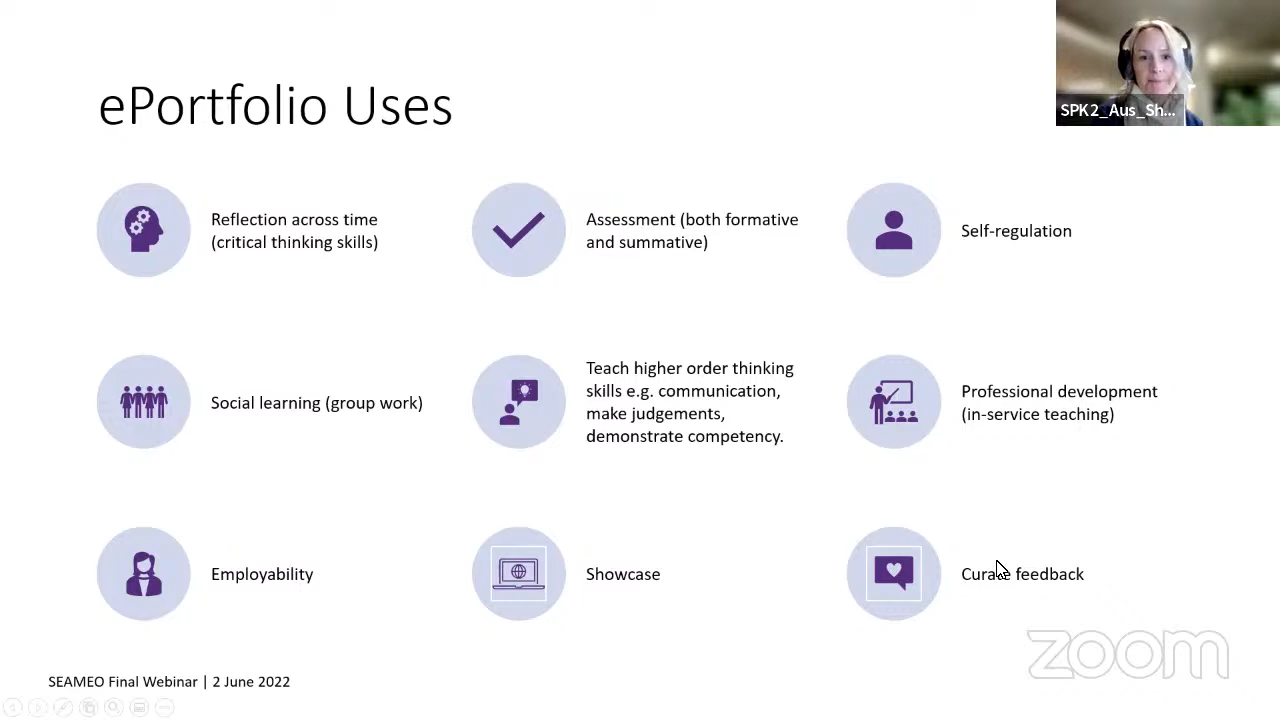 SPK2_Aus_Sh...
ePortfolio Uses
Reflection across time
(critical thinking skills)
Assessment (both formative
and summative)
Self-regulation
Social learning (group work)
Teach higher order thinking
skills e.g. communication,
make judgements,
demonstrate competency.
Professional development
(in-service teaching)
Employability
Showcase
Curate feedback
zoom
SEAMEO Final Webinar | 2 June 2022